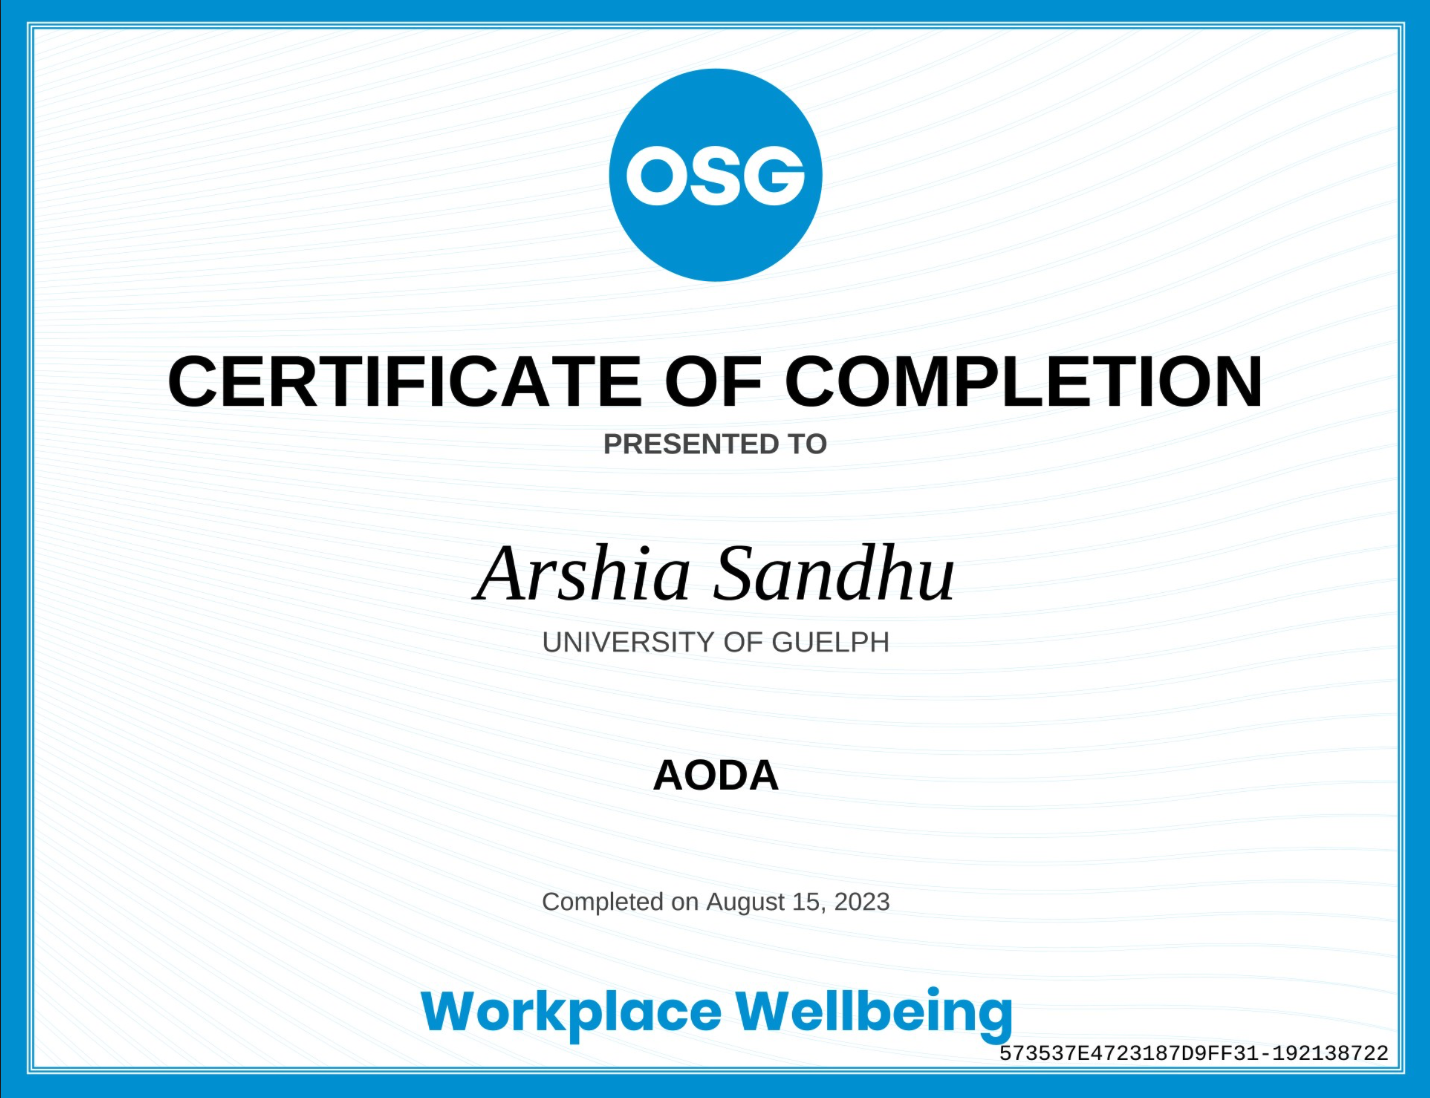 OSG
CERTIFICATE OF COMPLETION
PRESENTED TO
Arshia Sandhu
UNIVERSITY OF GUELPH
AODA
Completed on August 15, 2023
Workplace Wellbeing
573537E4723187D9FF31-192138722